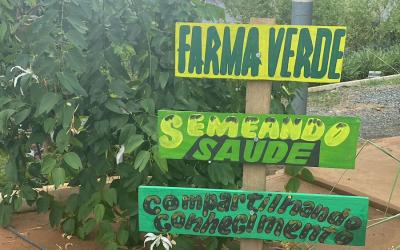 FARMA VERDE
SEMEANDO
SAÚDE
compartilhando
conhecimento